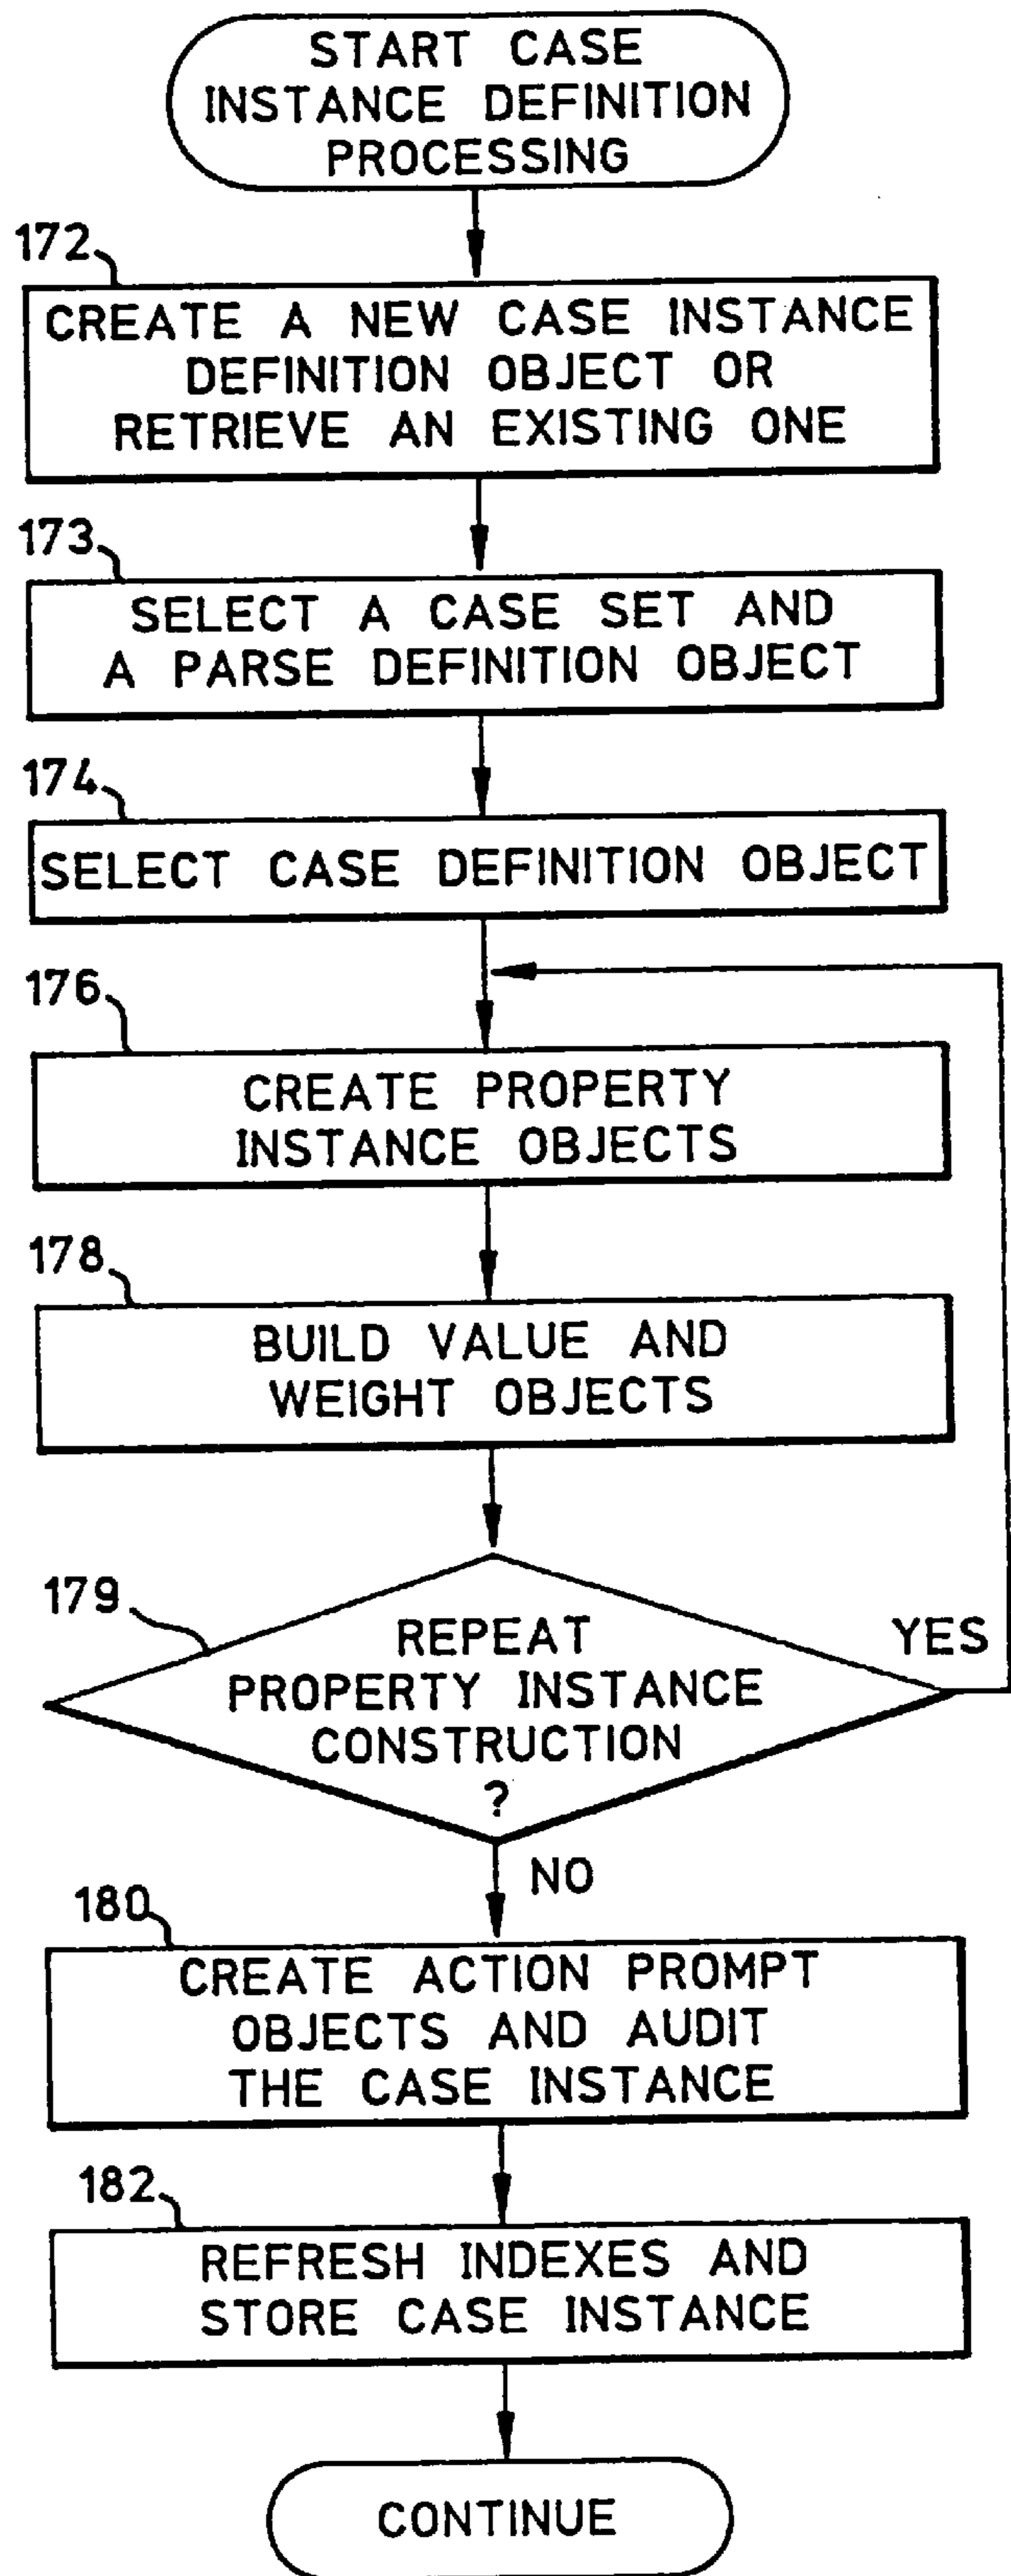 START CASE
INSTANCE DEFINITION
PROCESSING
172
CREATE A NEW CASE INSTANCE
DEFINITION OBJECT OR
RETRIEVE AN EXISTING ONE
173
SELECT A CASE SET AND
A PARSE DEFINITION OBJECT
174
SELECT CASE DEFINITION OBJECT
176
CREATE PROPERTY
INSTANCE OBJECTS
178
BUILD VALUE AND
WEIGHT OBJECTS
179
REPEAT
PROPERTY INSTANCE
CONSTRUCTION
?
YES
NO
180
CREATE ACTION PROMPT
OBJECTS AND AUDIT
THE CASE INSTANCE
182
REFRESH INDEXES AND
STORE CASE INSTANCE
CONTINUE